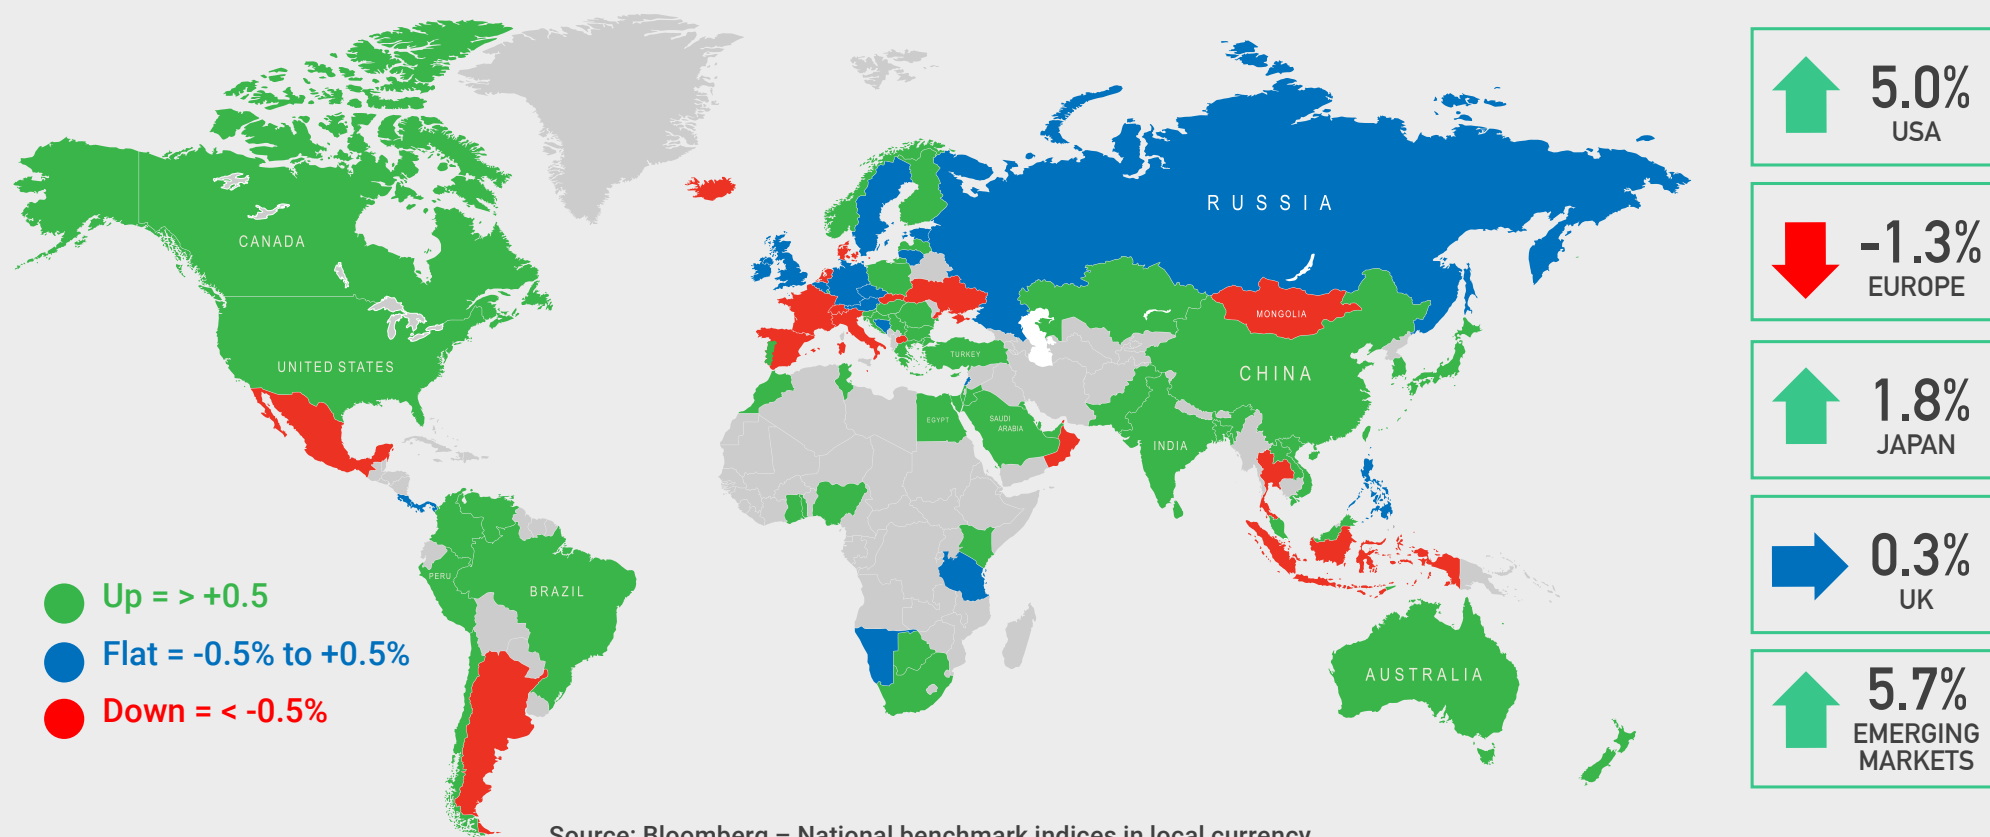 RUSSIA
CANADA
MONGOLIA
UNITED STATES
TURKEY
CHINA
EGYPT
SAUDI
ARABIA
INDIA
PERU
BRAZIL
AUSTRALIA
Up = > +0.5
Flat = -0.5% to +0.5%
Down = < -0.5%
5.0%
USA
-1.3%
EUROPE
1.8%
JAPAN
0.3%
UK
5.7%
EMERGING
MARKETS
Source: Bloomberg – National benchmark indices in local currency